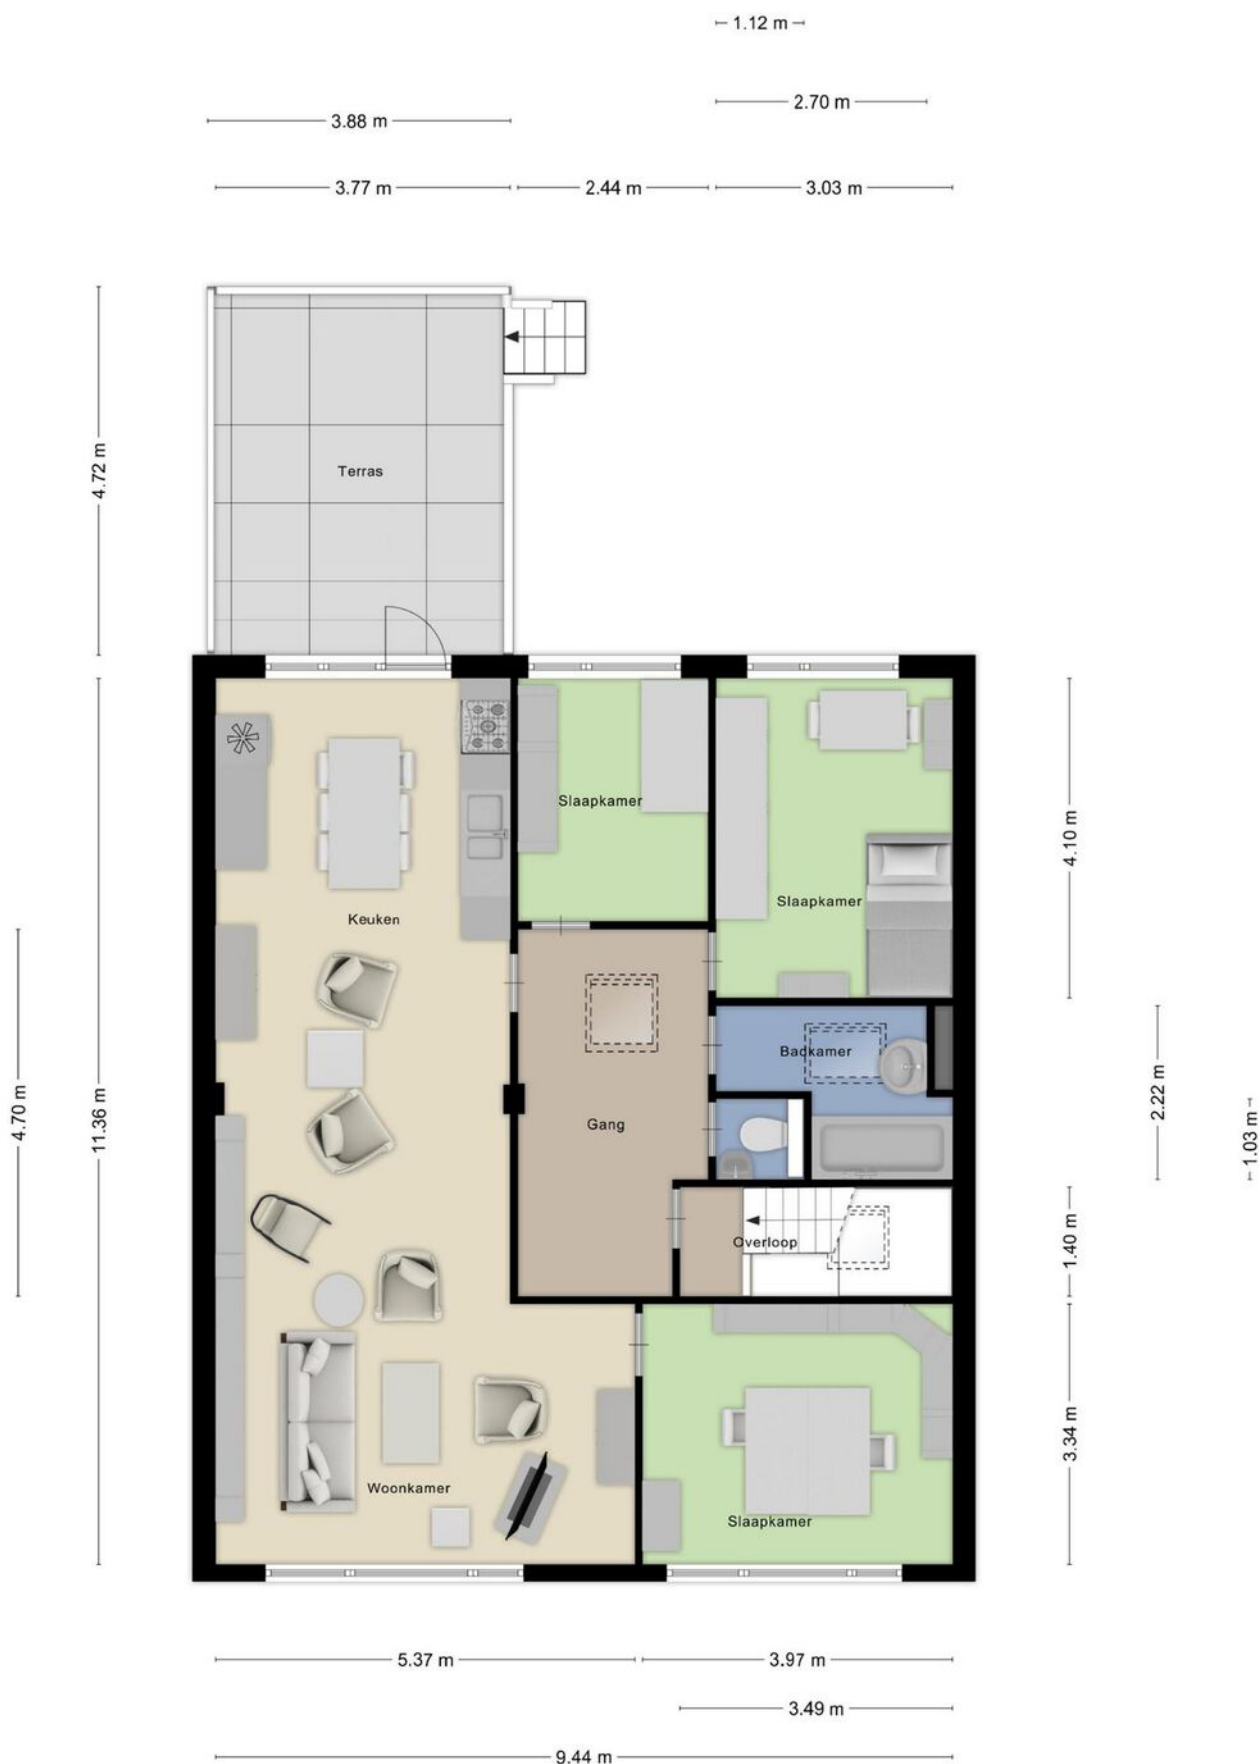 1.12 m
2.70 m
3.88 m
3.77 m
2.44 m
3.03 m
4.72 m
Terras
Slaapkamer
4.10 m
Slaapkamer
Keuken
Badkamer
4.70 m
11.36 m
Gang
2.22 m
1.03 m
Overloop
1.40 m
3.34 m
Woonkamer
Slaapkamer
5.37 m
3.97 m
3.49 m
9.44 m